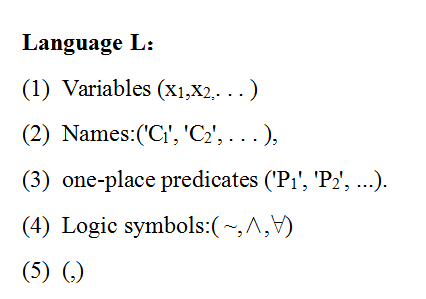 Language L:
(1) Variables (x₁,x₂,. . . )
(2) Names:('C₁', 'C₂', . . . ),
(3) one-place predicates ('P₁', 'P₂', ...).
(4) Logic symbols:( ~,∧,∀)
(5) (,)